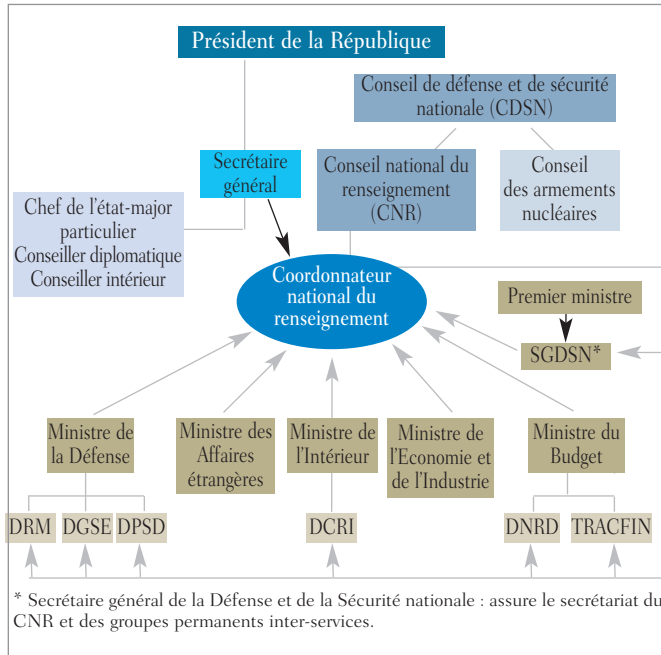 Président de la République
Conseil de défense et de sécurité
nationale (CDSN)
Secrétaire
général
Conseil national du
renseignement
(CNR)
Conseil
des armements
nucléaires
Chef de l'état-major
particulier
Conseiller diplomatique
Conseiller intérieur
Coordonnateur
national du
renseignement
Premier ministre
SGDSN*
Ministre de
la Défense
Ministre des
Affaires
étrangères
Ministre de
l'Intérieur
Ministre de
l'Economie et
de l'Industrie
Ministre du
Budget
DRM
DGSE
DPSD
DCRI
DNRD
TRACFIN
* Secrétaire général de la Défense et de la Sécurité nationale : assure le secrétariat du
CNR et des groupes permanents inter-services.